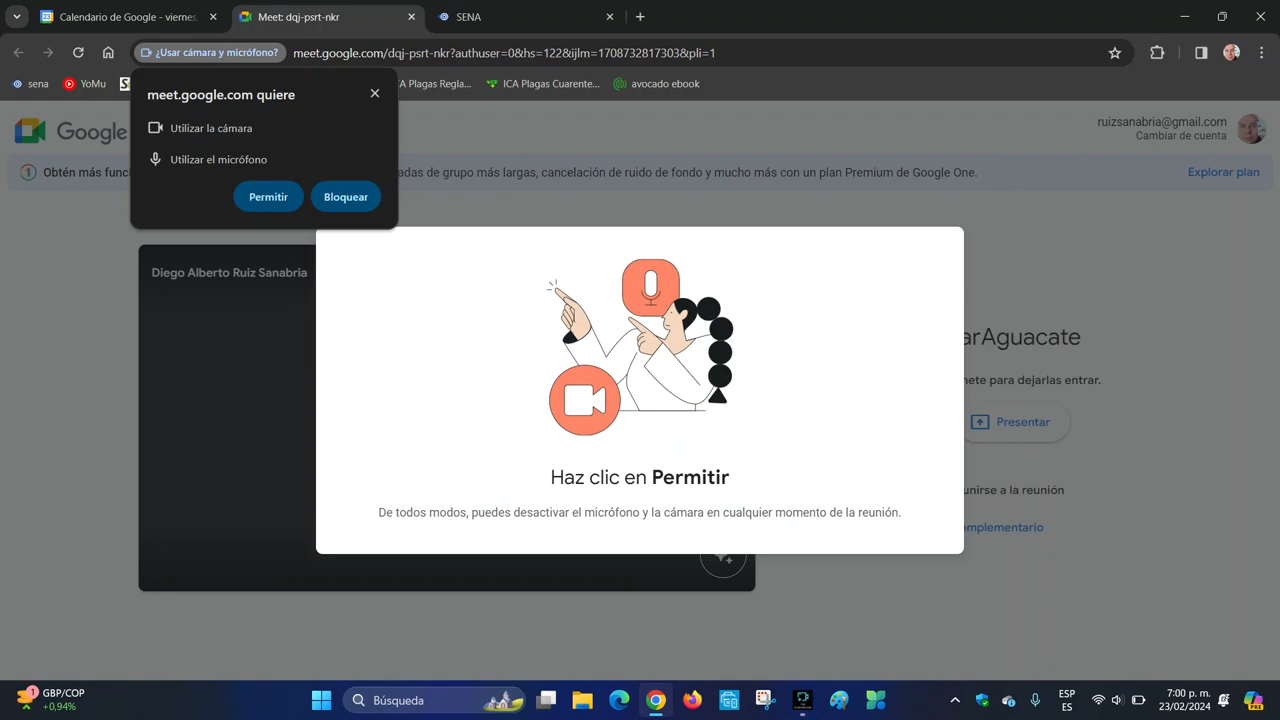 Calendario de Google - viernes,
Meet: dqj-psrt-nkr
SENA
¿Usar cámara y micrófono?
meet.google.com/dqj-psrt-nkr?authuser=0&hs=122&ijlm=1708732817303&pli=1
sena
YoMu
A Plagas Regla...
ICA Plagas Cuarente...
avocado ebook
meet.google.com quiere
Utilizar la cámara
Utilizar el micrófono
Permitir
Bloquear
Google
ruizsanabria@gmail.com
Cambiar de cuenta
Obtén más funci
adas de grupo más largas, cancelación de ruido de fondo y mucho más con un plan Premium de Google One.
Explorar plan
Diego Alberto Ruiz Sanabria
arAguacate
nete para dejarlas entrar.
Presentar
unirse a la reunión
omplementario
Haz clic en Permitir
De todos modos, puedes desactivar el micrófono y la cámara en cualquier momento de la reunión.
1
GBP/COP
+0,94%
Búsqueda
ESP
ES
7:00 p. m.
23/02/2024